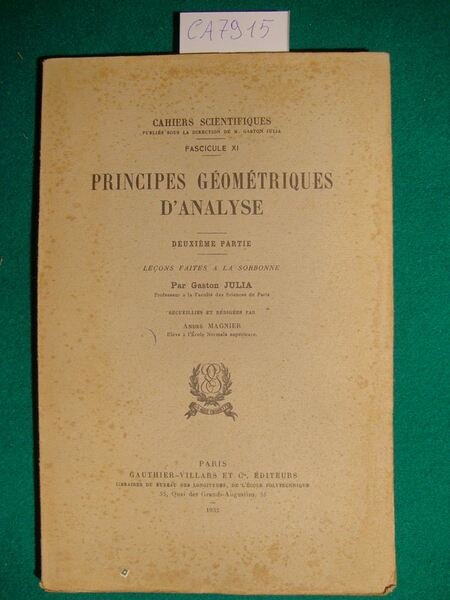 CA7915
CAHIERS SCIENTIFIQUES
PUBLIÉS SOUS LA DIRECTION DE M. GASTON JULIA
FASCICULE XI
PRINCIPES GÉOMÉTRIQUES
D'ANALYSE
DEUXIÈME PARTIE
LEÇONS FAITES A LA SORBONNE
Par Gaston JULIA
Professeur a la Faculté des Sciences de Paris
RECUEILLIES ET RÉDIGÉES PAR
André MAGNIER
Élève à l'École Normale supérieure.
PARIS
GAUTHIER-VILLARS ET Cie, ÉDITEURS
LIBRAIRES DU BUREAU DES LONGITUDES, DE L'ÉCOLE POLYTECHNIQUE
55, Quai des Grands-Augustins, 55
1932